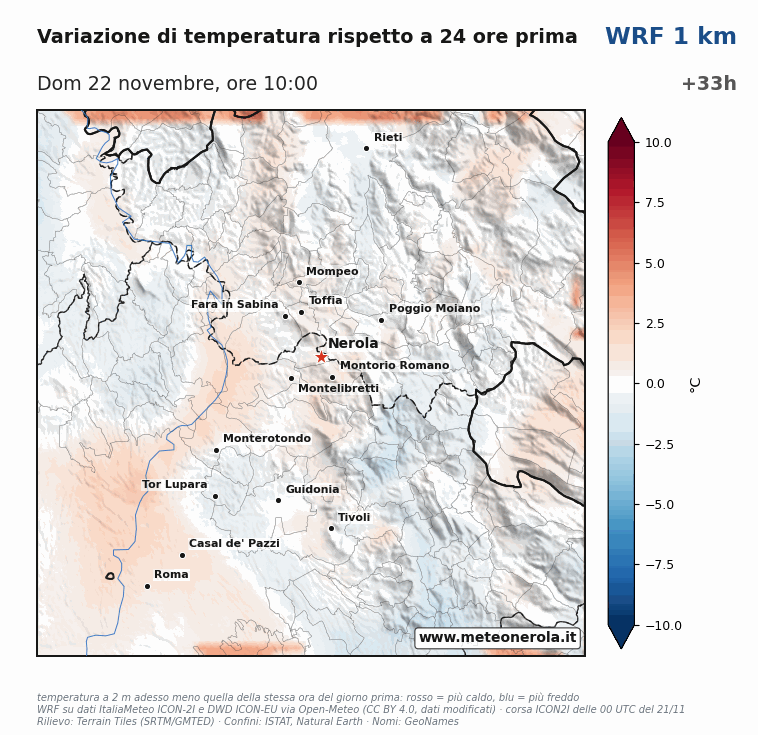 Variazione di temperatura rispetto a 24 ore prima
WRF 1 km
Dom 22 novembre, ore 10:00
+33h
Rieti
Mompeo
Toffia
Fara in Sabina
Poggio Moiano
Nerola
Montorio Romano
Montelibretti
Monterotondo
Tor Lupara
Guidonia
Tivoli
Casal de' Pazzi
Roma
www.meteonerola.it
10.0
7.5
5.0
2.5
0.0
−2.5
−5.0
−7.5
−10.0
°C
temperatura a 2 m adesso meno quella della stessa ora del giorno prima: rosso = più caldo, blu = più freddo
WRF su dati ItaliaMeteo ICON-2I e DWD ICON-EU via Open-Meteo (CC BY 4.0, dati modificati) · corsa ICON2I delle 00 UTC del 21/11
Rilievo: Terrain Tiles (SRTM/GMTED) · Confini: ISTAT, Natural Earth · Nomi: GeoNames